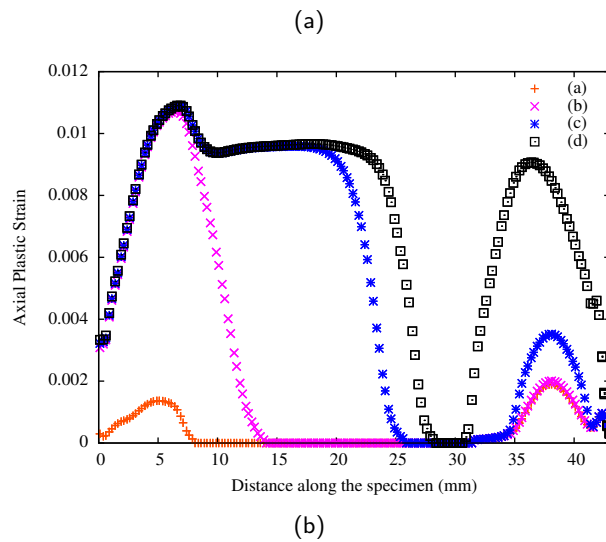 (a)
0.012
0.01
0.008
0.006
0.004
0.002
0
Axial Plastic Strain
(a)
(b)
(c)
(d)
0 5 10 15 20 25 30 35 40
Distance along the specimen (mm)
(b)